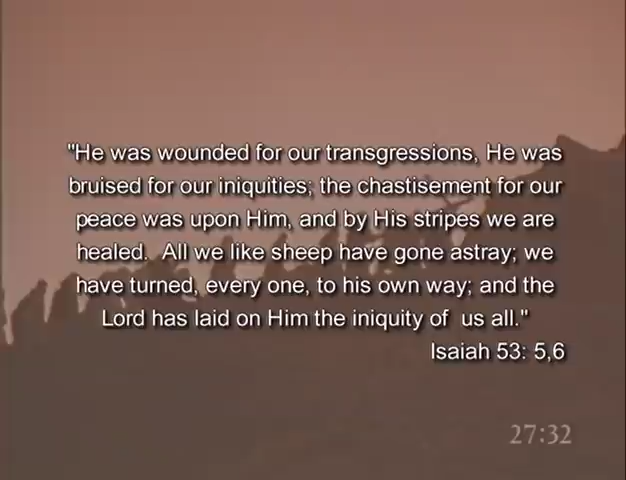 "He was wounded for our transgressions, He was
bruised for our iniquities; the chastisement for our
peace was upon Him, and by His stripes we are
healed.  All we like sheep have gone astray; we
have turned, every one, to his own way; and the
Lord has laid on Him the iniquity of  us all."
Isaiah 53: 5,6
27:32